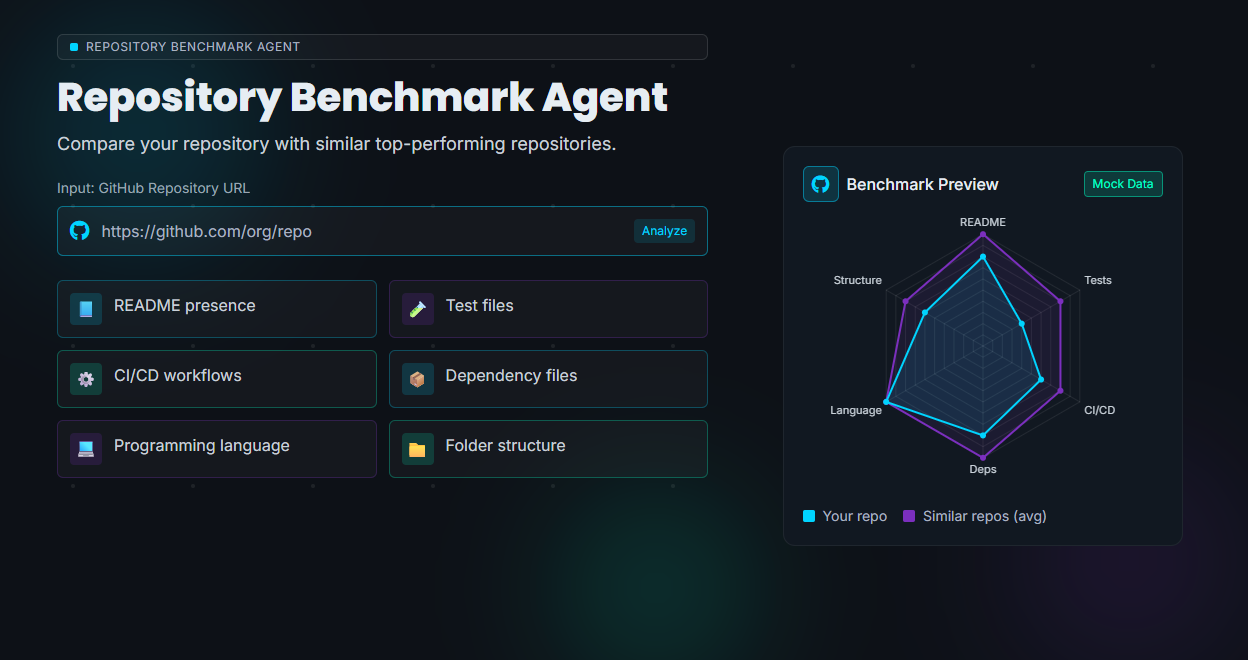 REPOSITORY BENCHMARK AGENT
Repository Benchmark Agent
Compare your repository with similar top-performing repositories.
Input: GitHub Repository URL
https://github.com/org/repo
Analyze
README presence
Test files
CI/CD workflows
Dependency files
Programming language
Folder structure
Benchmark Preview
Mock Data
README
Structure
Tests
Language
CI/CD
Deps
Your repo
Similar repos (avg)